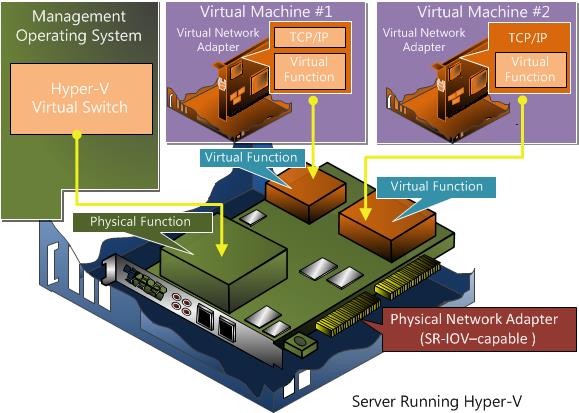 Management
Operating System
Hyper-V
Virtual Switch
Virtual Machine #1
Virtual Network
Adapter
TCP/IP
Virtual
Function
Virtual Machine #2
Virtual Network
Adapter
TCP/IP
Virtual
Function
Virtual Function
Virtual Function
Physical Function
Physical Network Adapter
(SR-IOV–capable )
Server Running Hyper-V